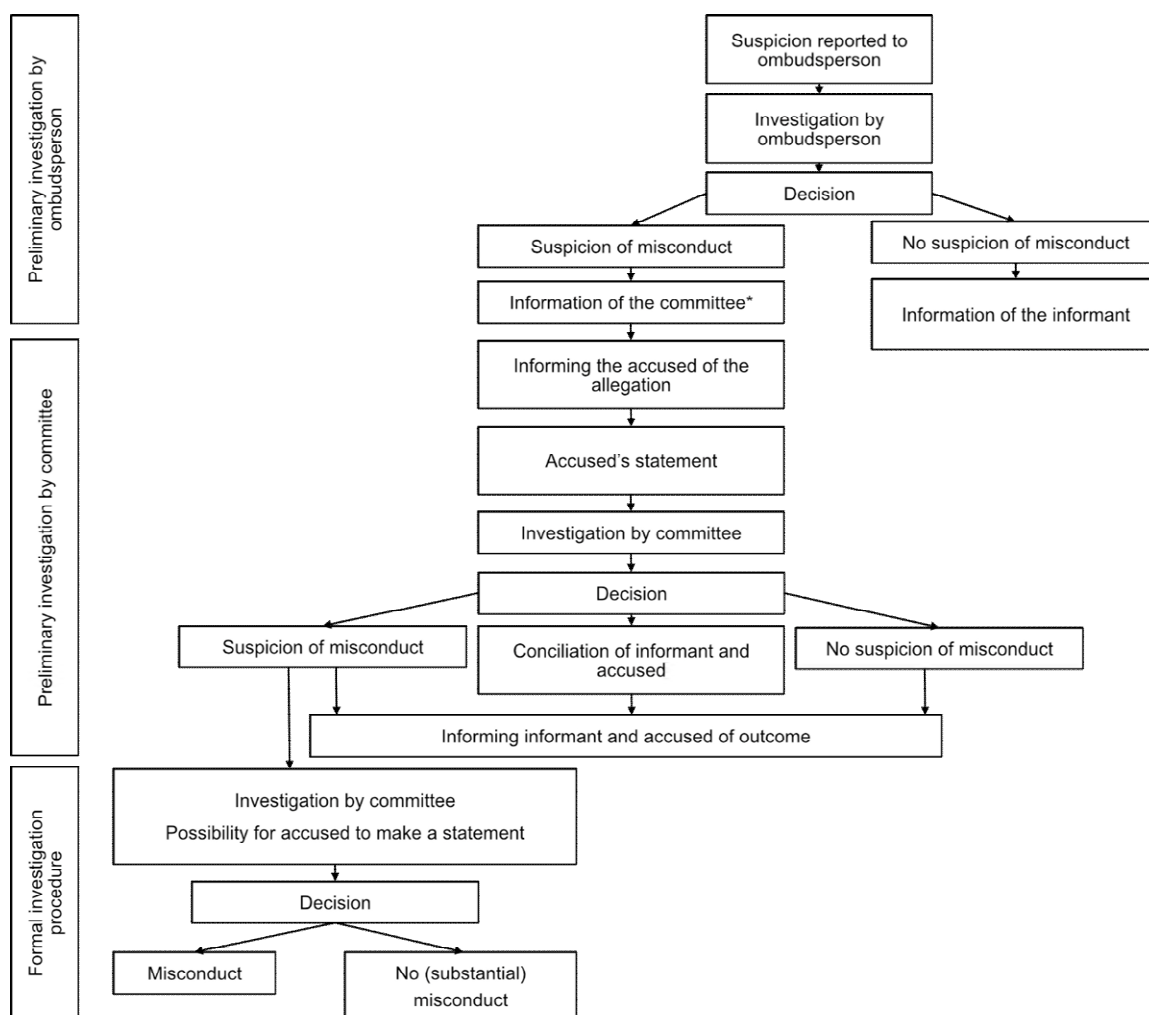 Preliminary investigation by
ombudsperson
Suspicion reported to
ombudsperson
Investigation by
ombudsperson
Decision
Suspicion of misconduct
No suspicion of misconduct
Information of the committee*
Information of the informant
Preliminary investigation by committee
Informing the accused of the
allegation
Accused's statement
Investigation by committee
Decision
Suspicion of misconduct
Conciliation of informant and
accused
No suspicion of misconduct
Informing informant and accused of outcome
Formal investigation
procedure
Investigation by committee
Possibility for accused to make a statement
Decision
Misconduct
No (substantial)
misconduct